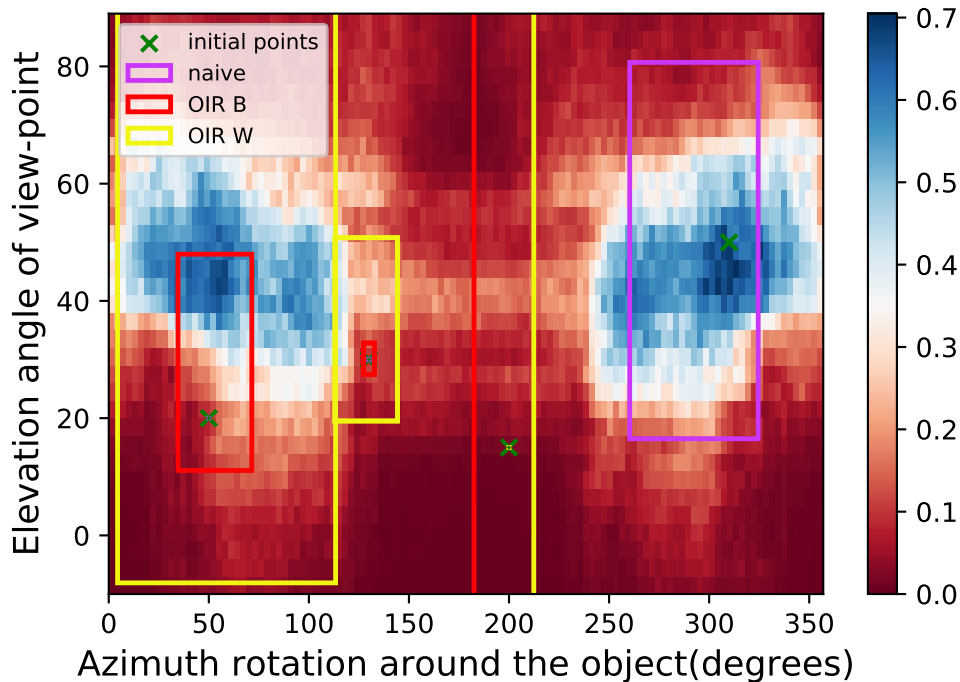 Elevation angle of view-point
80
60
40
20
0
initial points
naive
OIR B
OIR W
0.7
0.6
0.5
0.4
0.3
0.2
0.1
0.0
0 50 100 150 200 250 300 350
Azimuth rotation around the object(degrees)